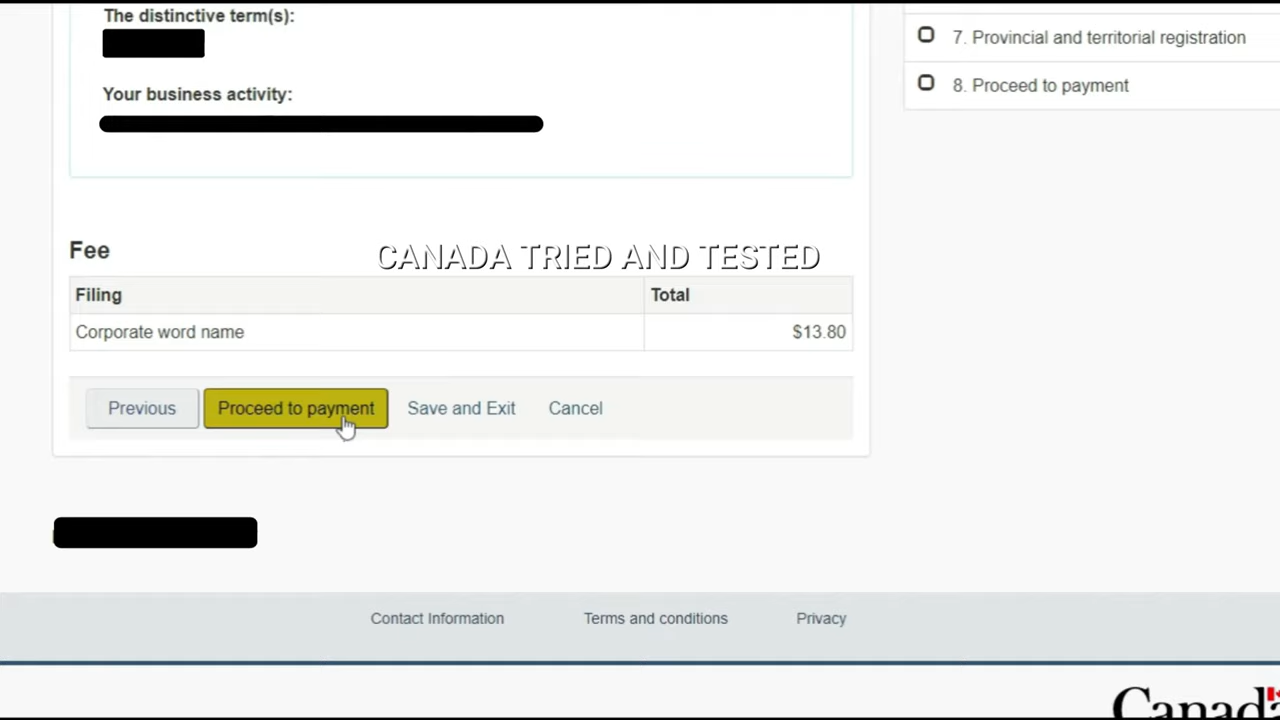 The distinctive term(s):
Your business activity:
7. Provincial and territorial registration
8. Proceed to payment
Fee
CANADA TRIED AND TESTED
Filing Total
Corporate word name $13.80
Previous Proceed to payment Save and Exit Cancel
Contact Information Terms and conditions Privacy
Canada